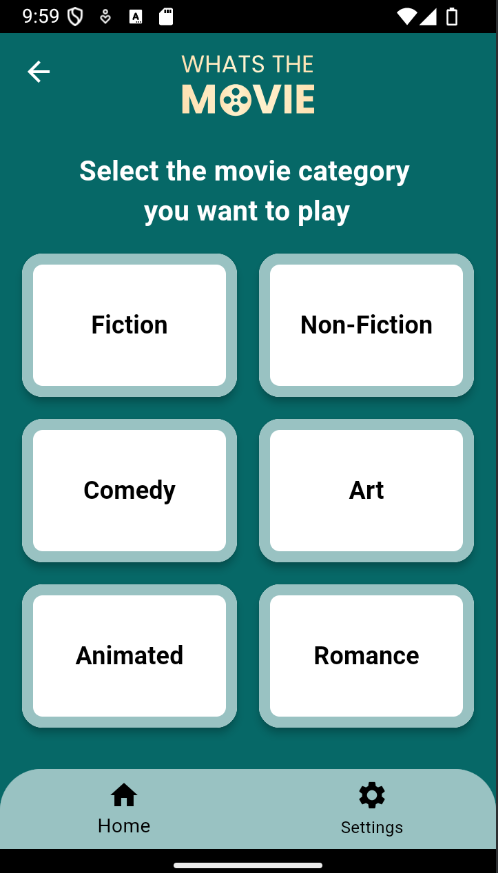 9:59
WHATS THE
MOVIE
Select the movie category
you want to play
Fiction
Non-Fiction
Comedy
Art
Animated
Romance
Home
Settings